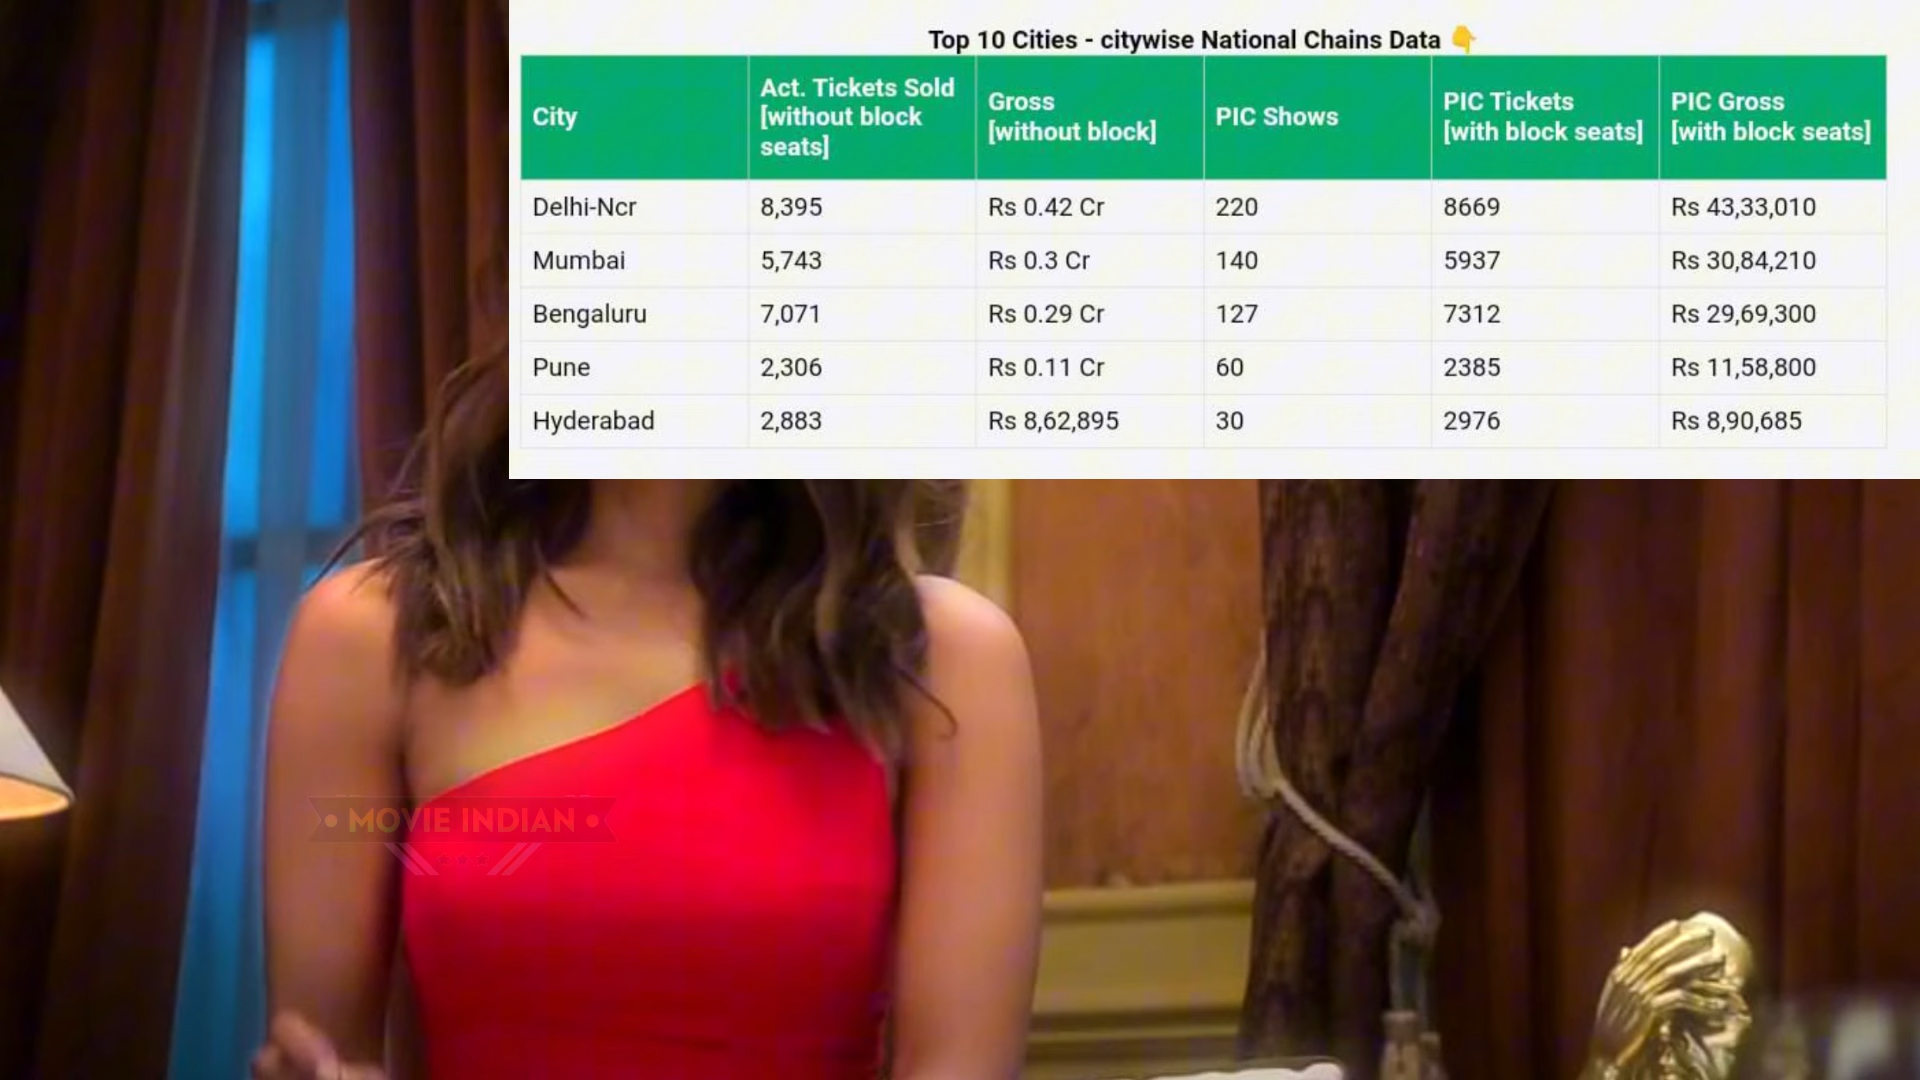 Top 10 Cities - citywise National Chains Data 👇
City
Act. Tickets Sold
[without block
seats]
Gross
[without block]
PIC Shows
PIC Tickets
[with block seats]
PIC Gross
[with block seats]
Delhi-Ncr 8,395 Rs 0.42 Cr 220 8669 Rs 43,33,010
Mumbai 5,743 Rs 0.3 Cr 140 5937 Rs 30,84,210
Bengaluru 7,071 Rs 0.29 Cr 127 7312 Rs 29,69,300
Pune 2,306 Rs 0.11 Cr 60 2385 Rs 11,58,800
Hyderabad 2,883 Rs 8,62,895 30 2976 Rs 8,90,685
• MOVIE INDIAN •